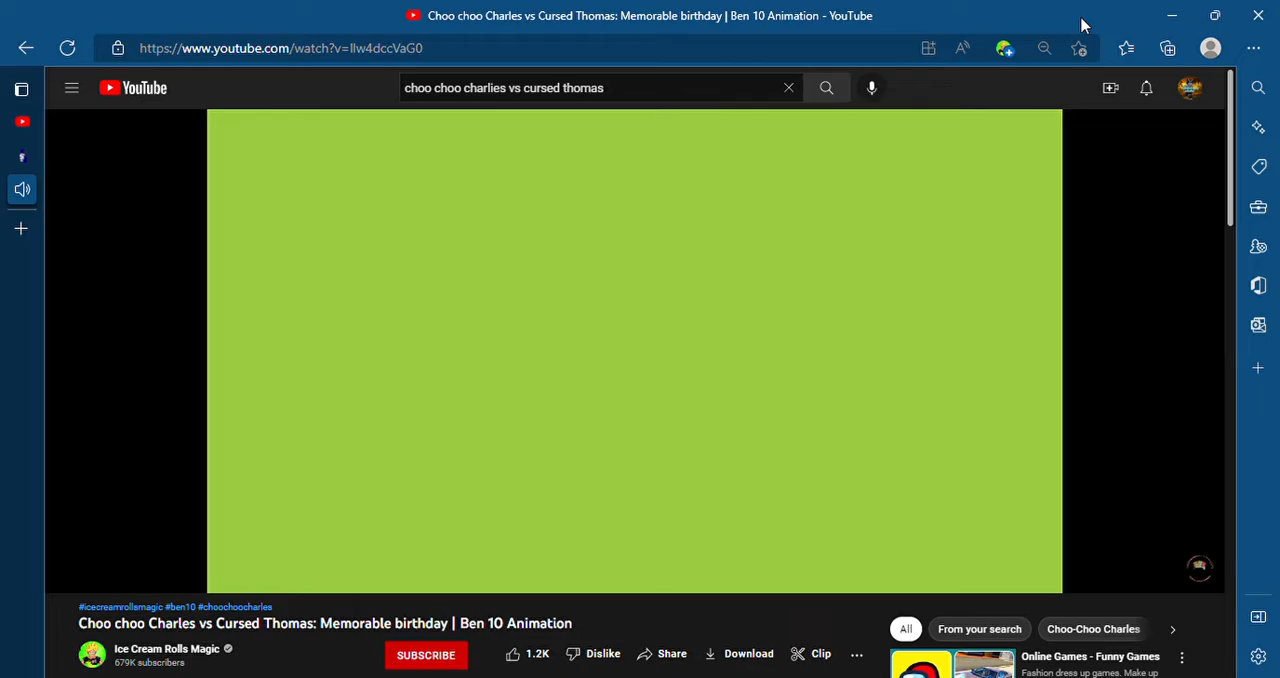 Choo choo Charles vs Cursed Thomas: Memorable birthday | Ben 10 Animation - YouTube
https://www.youtube.com/watch?v=Ilw4dccVaG0
YouTube
choo choo charlies vs cursed thomas
#icecreamrollsmagic #ben10 #choochoocharles
Choo choo Charles vs Cursed Thomas: Memorable birthday | Ben 10 Animation
Ice Cream Rolls Magic
679K subscribers
SUBSCRIBE
1.2K
Dislike
Share
Download
Clip
All
From your search
Choo-Choo Charles
Online Games - Funny Games
Fashion dress up games. Make up